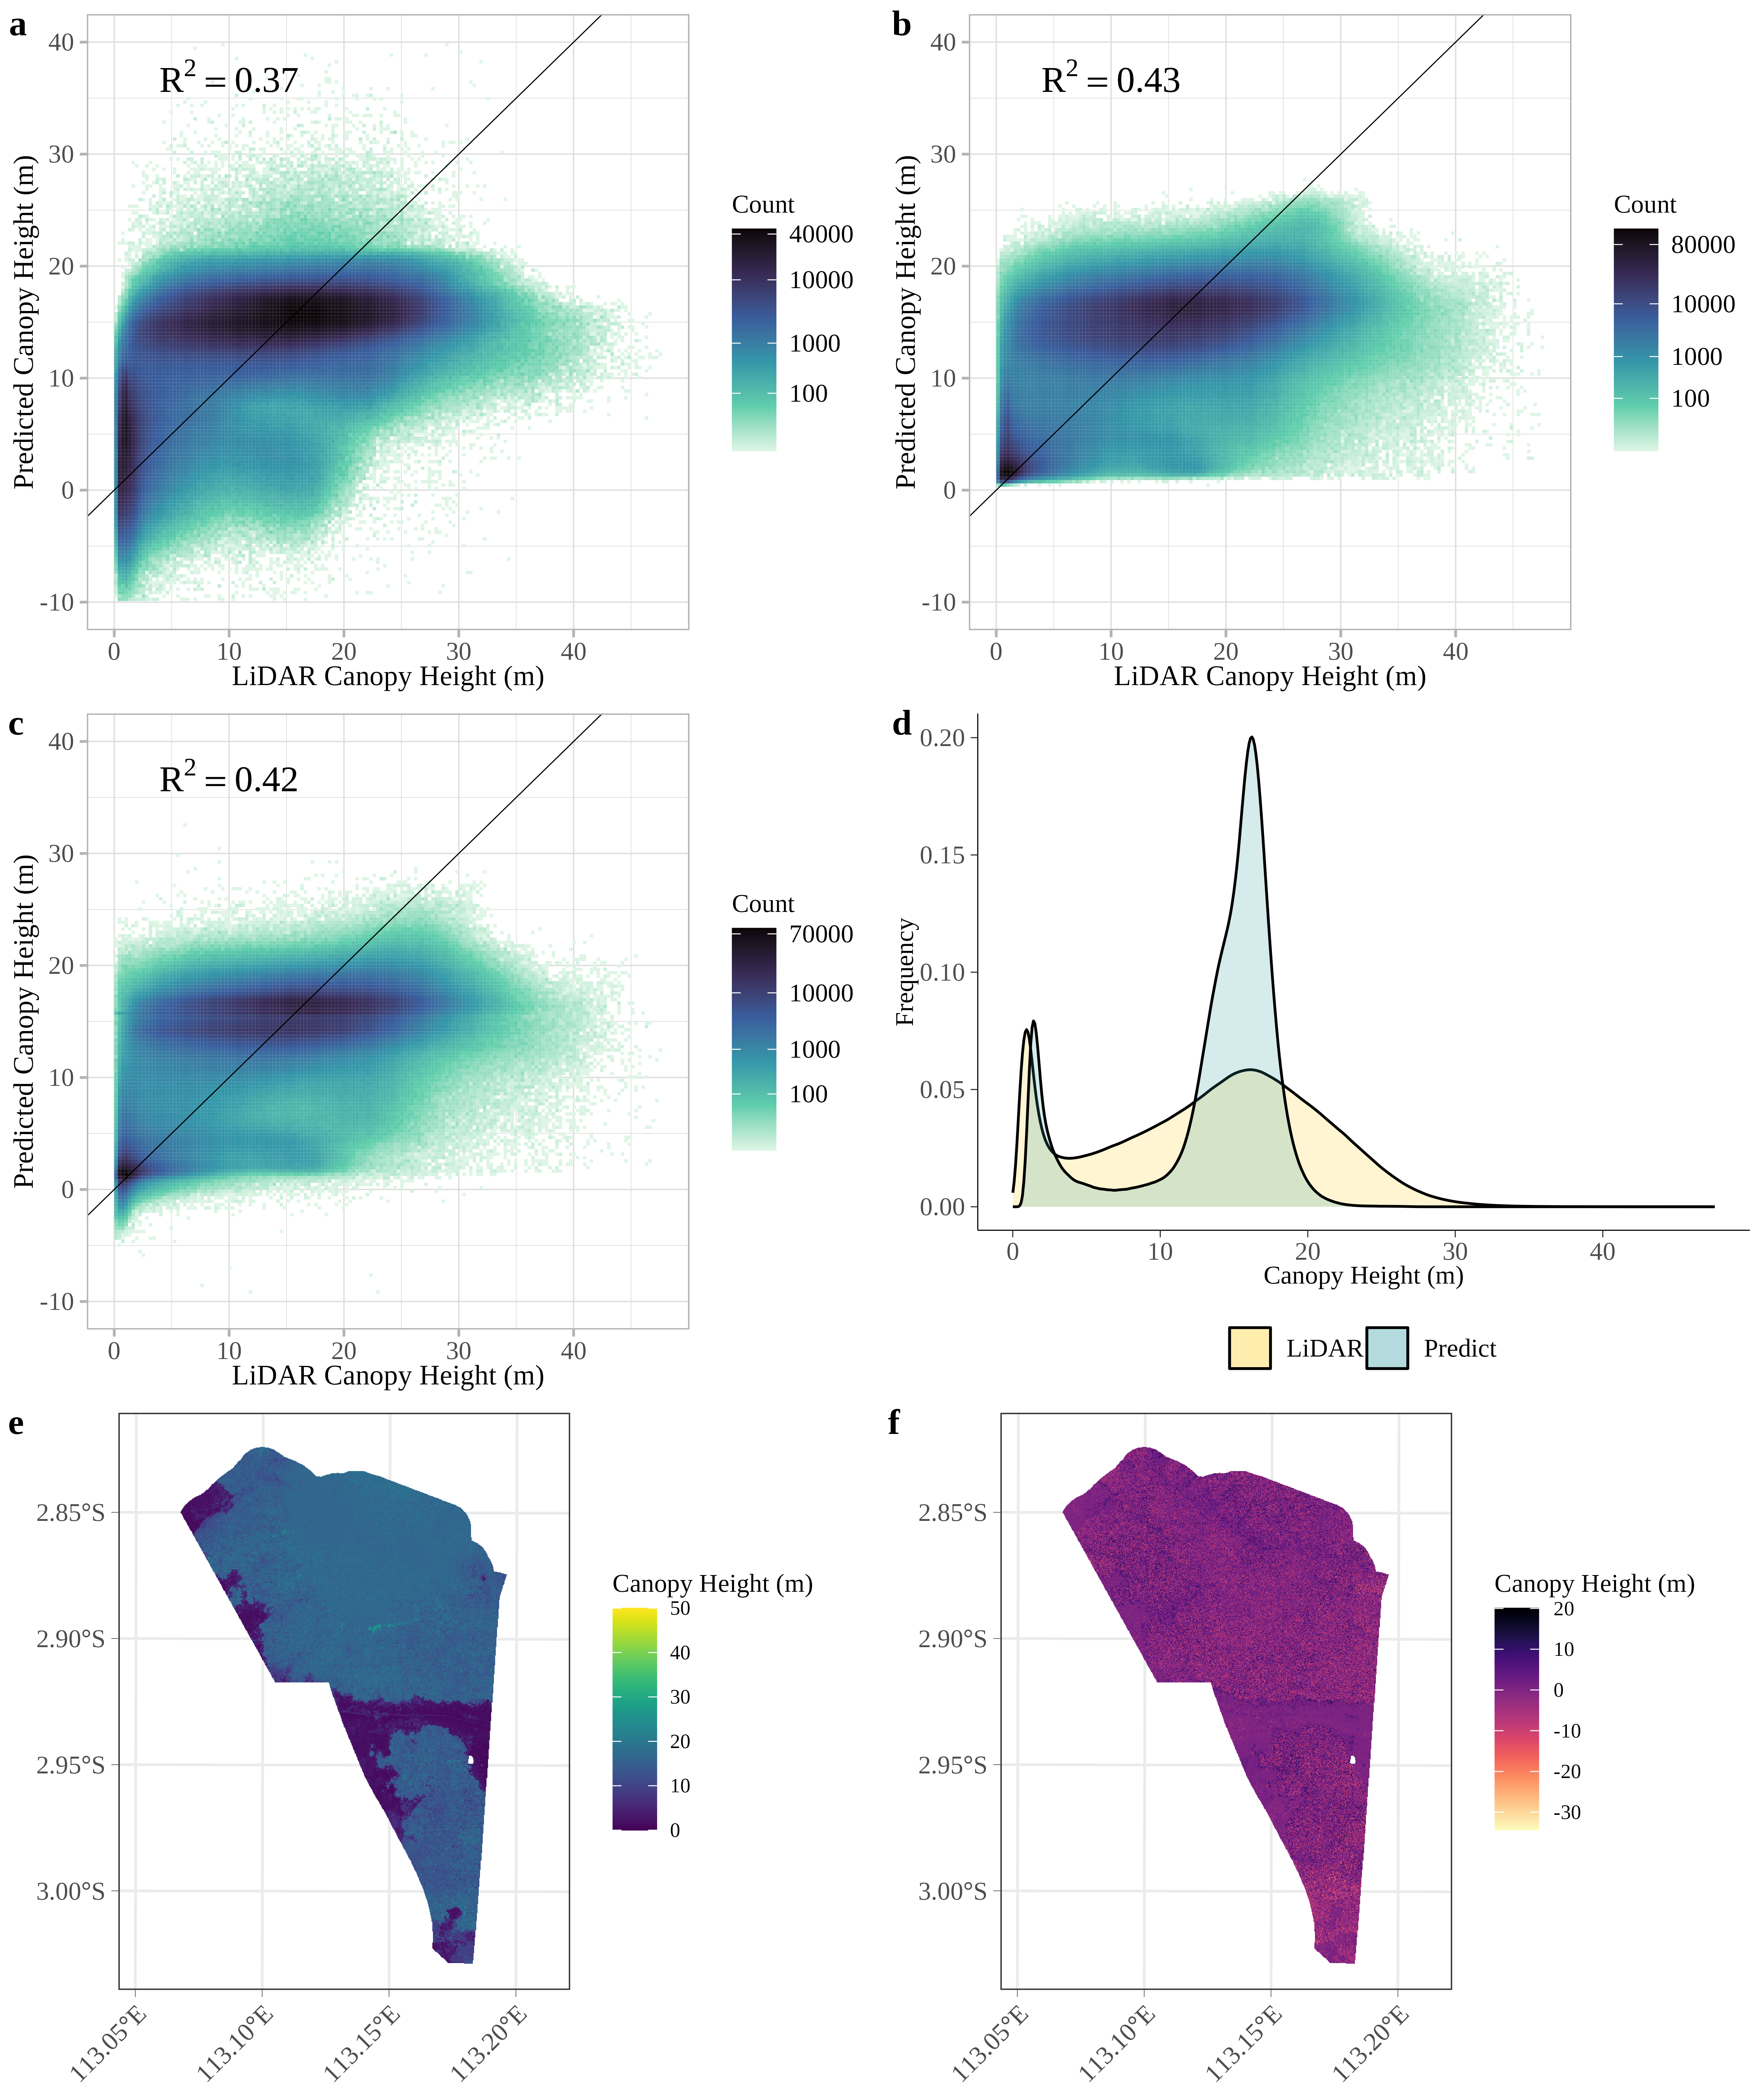 a
R² = 0.37
40
30
20
10
0
-10
Predicted Canopy Height (m)
0 10 20 30 40
LiDAR Canopy Height (m)
Count
40000
10000
1000
100
b
R² = 0.43
40
30
20
10
0
-10
Predicted Canopy Height (m)
0 10 20 30 40
LiDAR Canopy Height (m)
Count
80000
10000
1000
100
c
R² = 0.42
40
30
20
10
0
-10
Predicted Canopy Height (m)
0 10 20 30 40
LiDAR Canopy Height (m)
Count
70000
10000
1000
100
d
0.20
0.15
0.10
0.05
0.00
Frequency
0 10 20 30 40
Canopy Height (m)
LiDAR Predict
e
2.85°S
2.90°S
2.95°S
3.00°S
113.05°E 113.10°E 113.15°E 113.20°E
Canopy Height (m)
50
40
30
20
10
0
f
2.85°S
2.90°S
2.95°S
3.00°S
113.05°E 113.10°E 113.15°E 113.20°E
Canopy Height (m)
20
10
0
-10
-20
-30